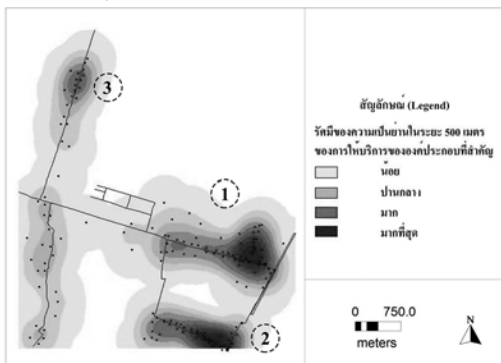 3
1
2
สัญลักษณ์ (Legend)
รัศมีของความเป็นย่านในระยะ 500 เมตร
ของการให้บริการขององค์ประกอบที่สำคัญ
น้อย
ปานกลาง
มาก
มากที่สุด
0 750.0
meters
N